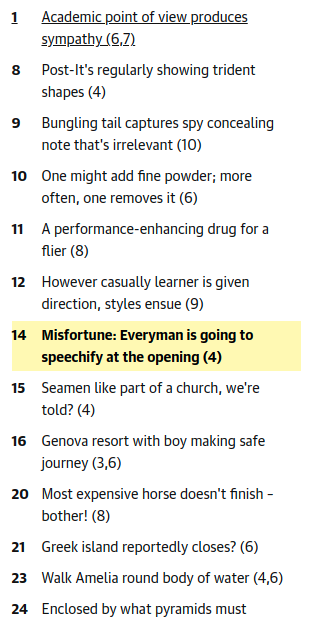 1 Academic point of view produces
sympathy (6,7)
8 Post-It's regularly showing trident
shapes (4)
9 Bungling tail captures spy concealing
note that's irrelevant (10)
10 One might add fine powder; more
often, one removes it (6)
11 A performance-enhancing drug for a
flier (8)
12 However casually learner is given
direction, styles ensue (9)
14 Misfortune: Everyman is going to
speechify at the opening (4)
15 Seamen like part of a church, we're
told? (4)
16 Genova resort with boy making safe
journey (3,6)
20 Most expensive horse doesn't finish –
bother! (8)
21 Greek island reportedly closes? (6)
23 Walk Amelia round body of water (4,6)
24 Enclosed by what pyramids must